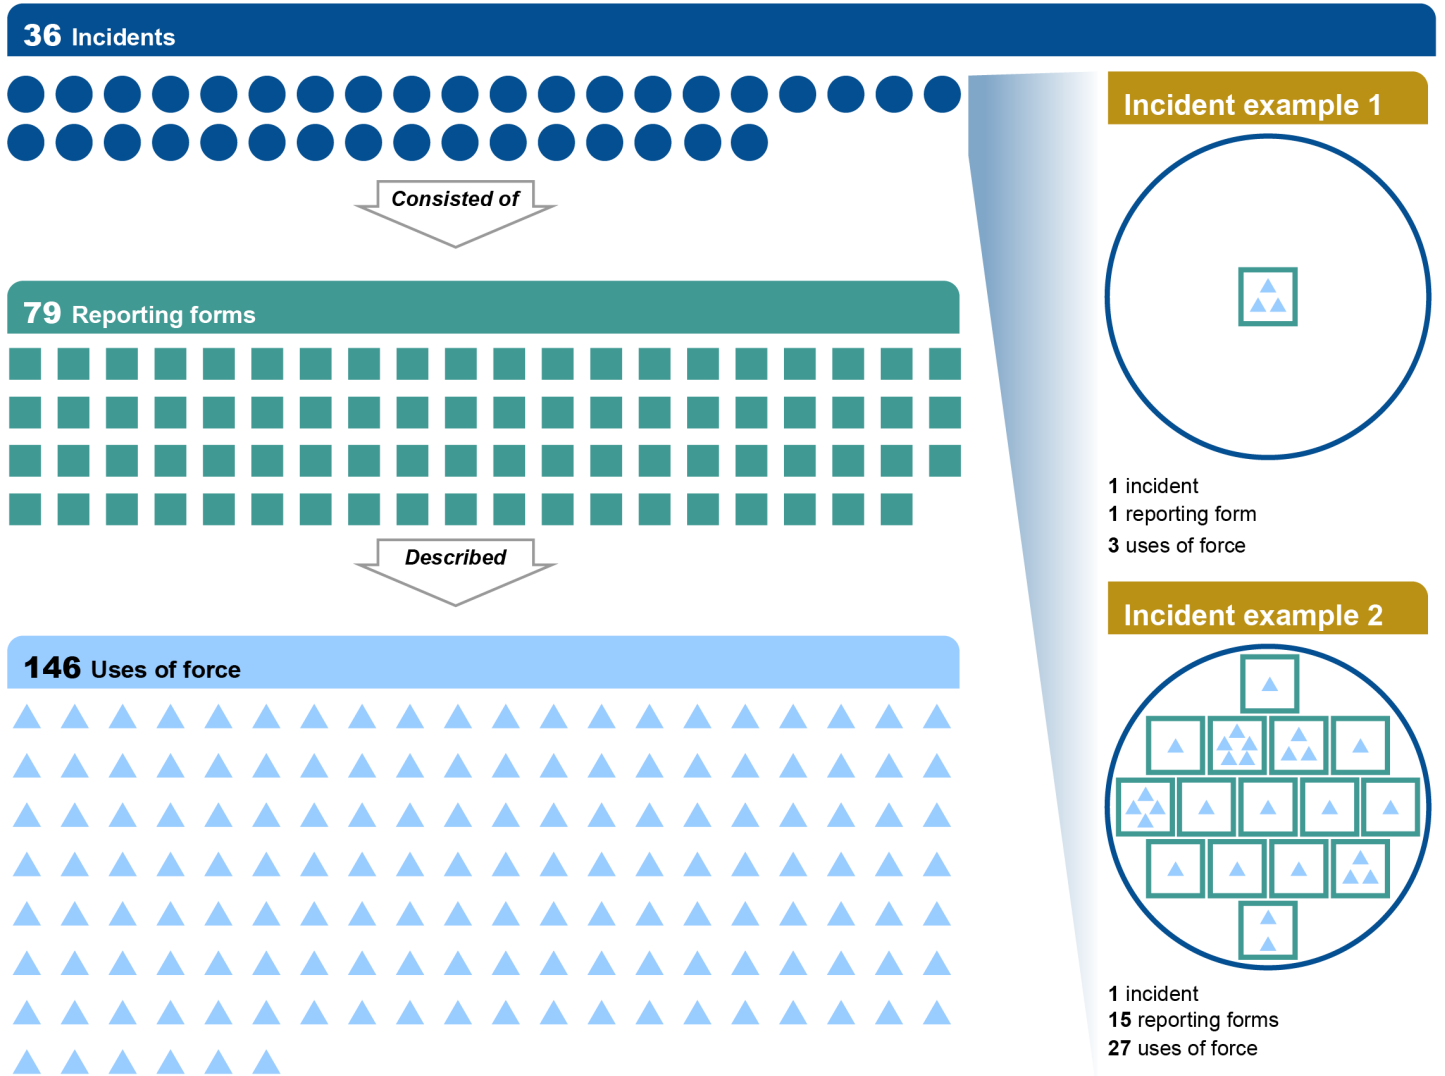 36 Incidents
Consisted of
79 Reporting forms
Described
146 Uses of force
Incident example 1
1 incident
1 reporting form
3 uses of force
Incident example 2
1 incident
15 reporting forms
27 uses of force